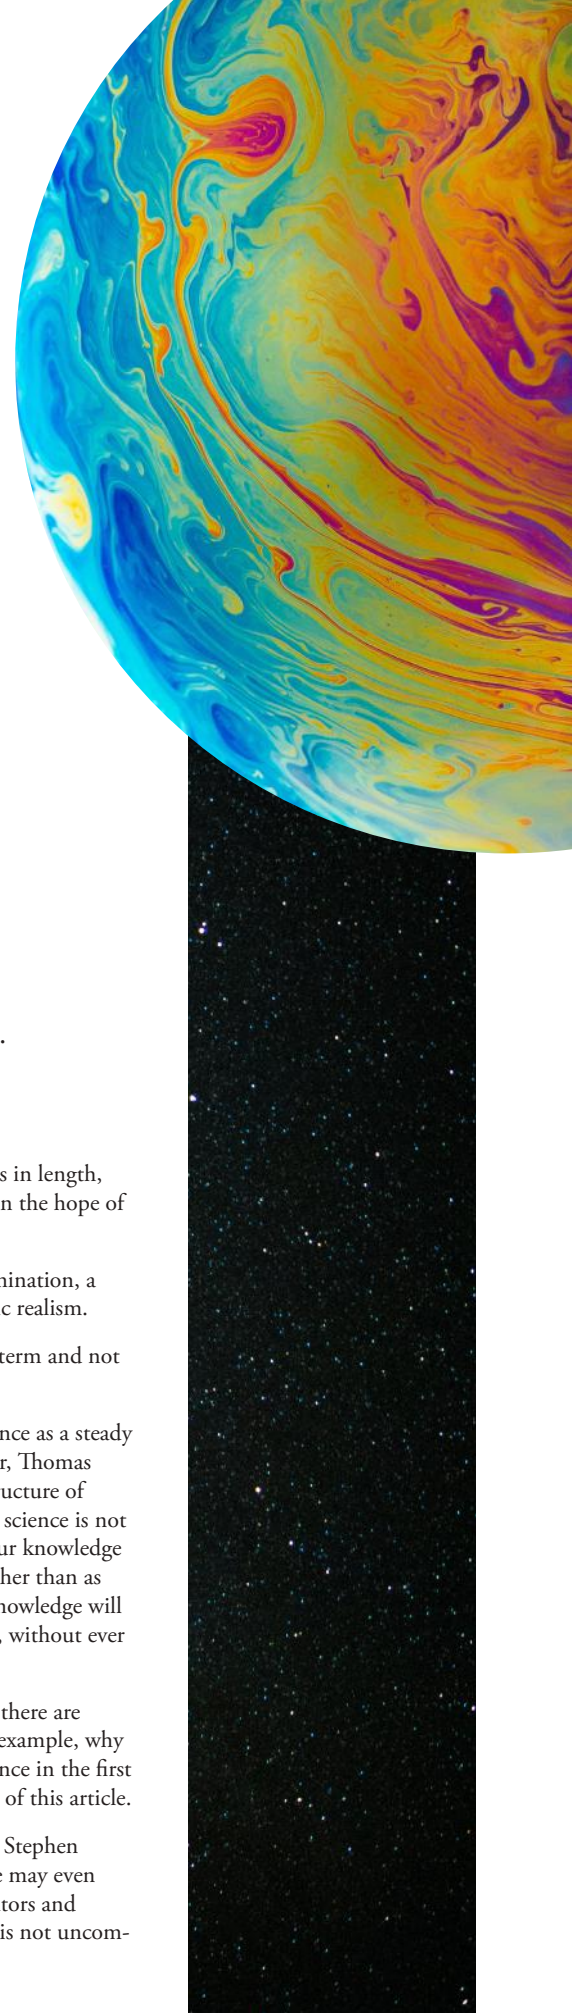 .
s in length,
n the hope of
nination, a
c realism.
term and not
nce as a steady
r, Thomas
ucture of
science is not
ur knowledge
her than as
nowledge will
, without ever
there are
example, why
nce in the first
of this article.
Stephen
e may even
tors and
is not uncom-